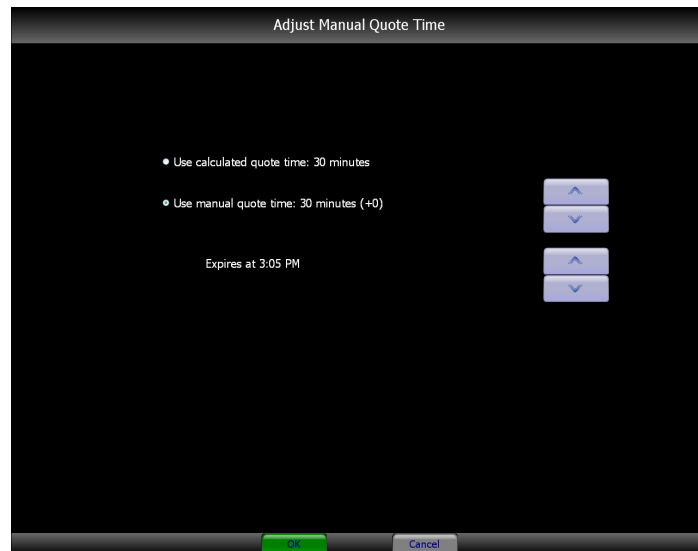 Adjust Manual Quote Time
Use calculated quote time: 30 minutes
Use manual quote time: 30 minutes (+0)
Expires at 3:05 PM
OK
Cancel